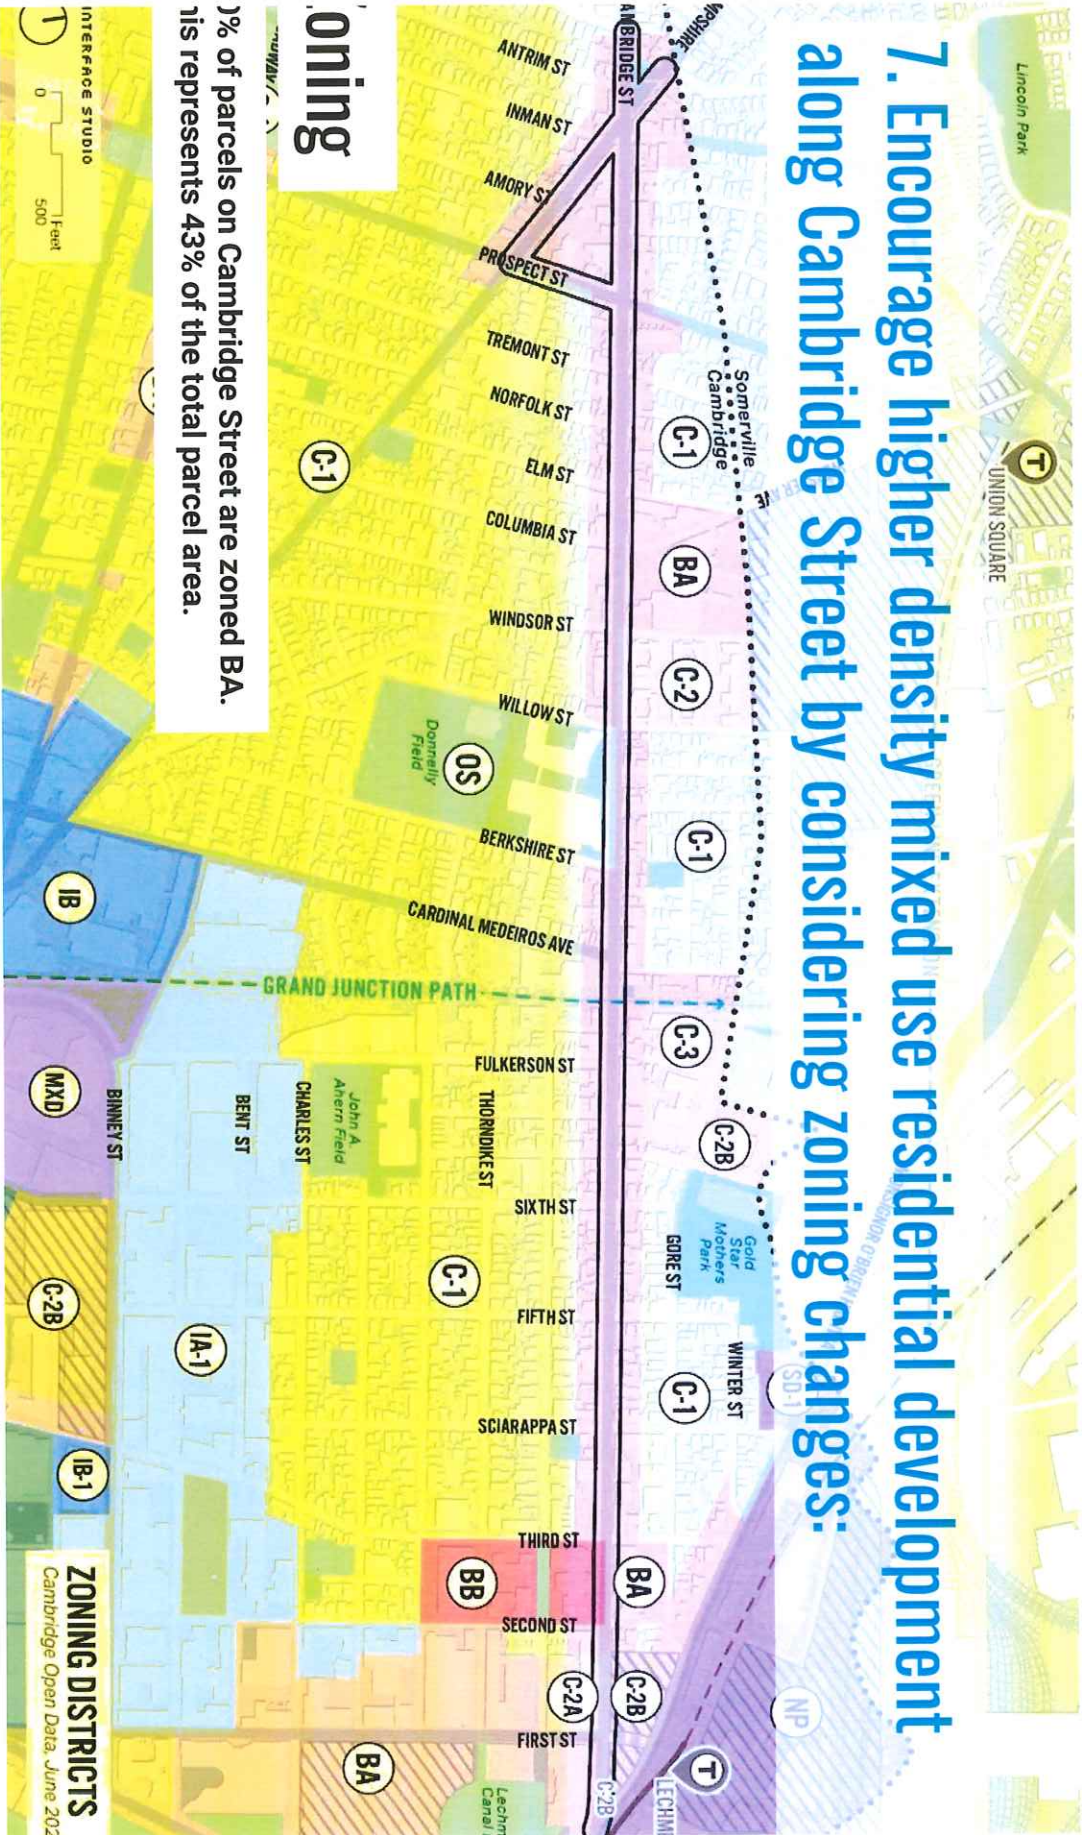 7. Encourage higher density mixed use residential development
along Cambridge Street by considering zoning changes:
Lincoln Park
UNION SQUARE
T
Somerville
Cambridge
ANTRIM ST
INMAN ST
AMORY ST
PROSPECT ST
TREMONT ST
NORFOLK ST
ELM ST
COLUMBIA ST
WINDSOR ST
WILLOW ST
BERKSHIRE ST
CARDINAL MEDEIROS AVE
GRAND JUNCTION PATH
FULKERSON ST
THORNDIKE ST
SIXTH ST
FIFTH ST
SCIARAPPA ST
THIRD ST
SECOND ST
FIRST ST
GORE ST
WINTER ST
CHARLES ST
BENT ST
BINNEY ST
C-1
BA
C-2
C-1
C-3
C-2B
C-1
BA
C-2B
C-2A
C-2B
SD-1
NP
T
Gold
Star
Mothers
Park
OS
Donnelly
Field
John A.
Ahern Field
C-1
C-1
BB
BA
IA-1
IB
MXD
C-2B
IB-1
oning
% of parcels on Cambridge Street are zoned BA.
his represents 43% of the total parcel area.
INTERFACE STUDIO
0
500
Feet
ZONING DISTRICTS
Cambridge Open Data, June 202